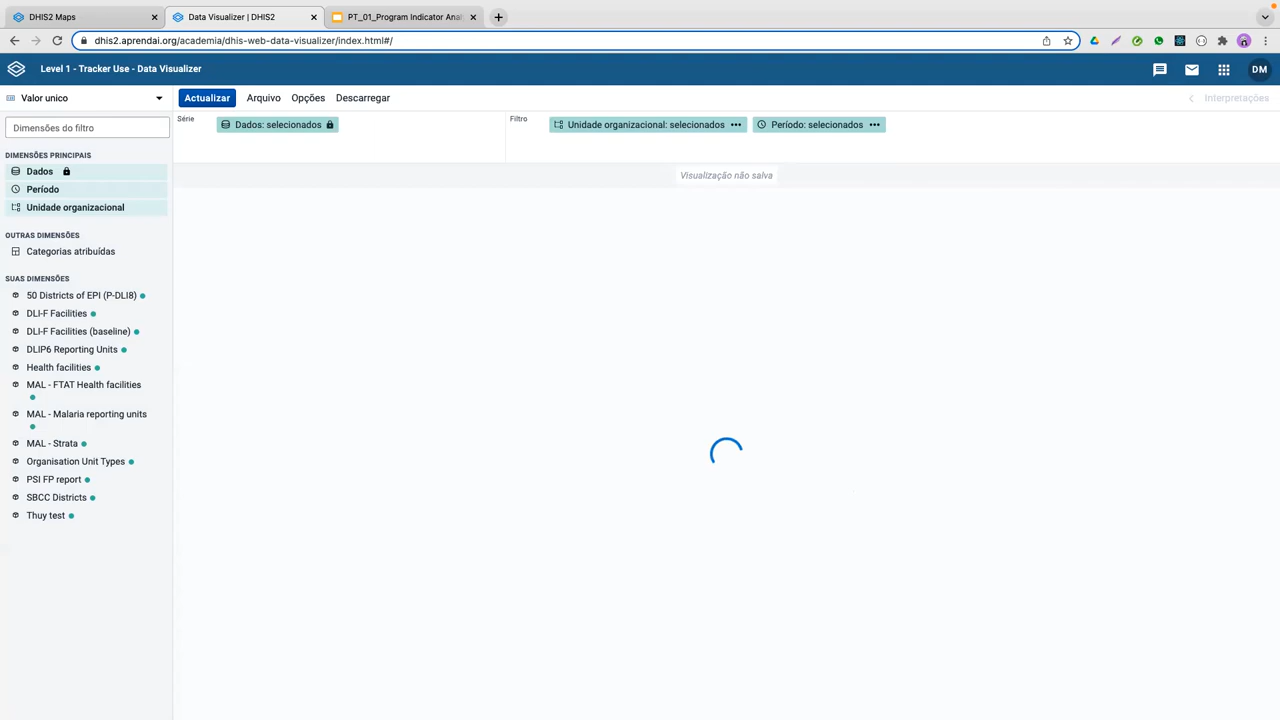 DHIS2 Maps
Data Visualizer | DHIS2
PT_01_Program Indicator Anal
dhis2.aprendai.org/academia/dhis-web-data-visualizer/index.html#/
Level 1 - Tracker Use - Data Visualizer
DM
Valor unico
Actualizar
Arquivo
Opções
Descarregar
Interpretações
Dimensões do filtro
Série
Dados: selecionados
Filtro
Unidade organizacional: selecionados
Período: selecionados
Visualização não salva
DIMENSÕES PRINCIPAIS
Dados
Período
Unidade organizacional
OUTRAS DIMENSÕES
Categorias atribuídas
SUAS DIMENSÕES
50 Districts of EPI (P-DLI8)
DLI-F Facilities
DLI-F Facilities (baseline)
DLIP6 Reporting Units
Health facilities
MAL - FTAT Health facilities
MAL - Malaria reporting units
MAL - Strata
Organisation Unit Types
PSI FP report
SBCC Districts
Thuy test